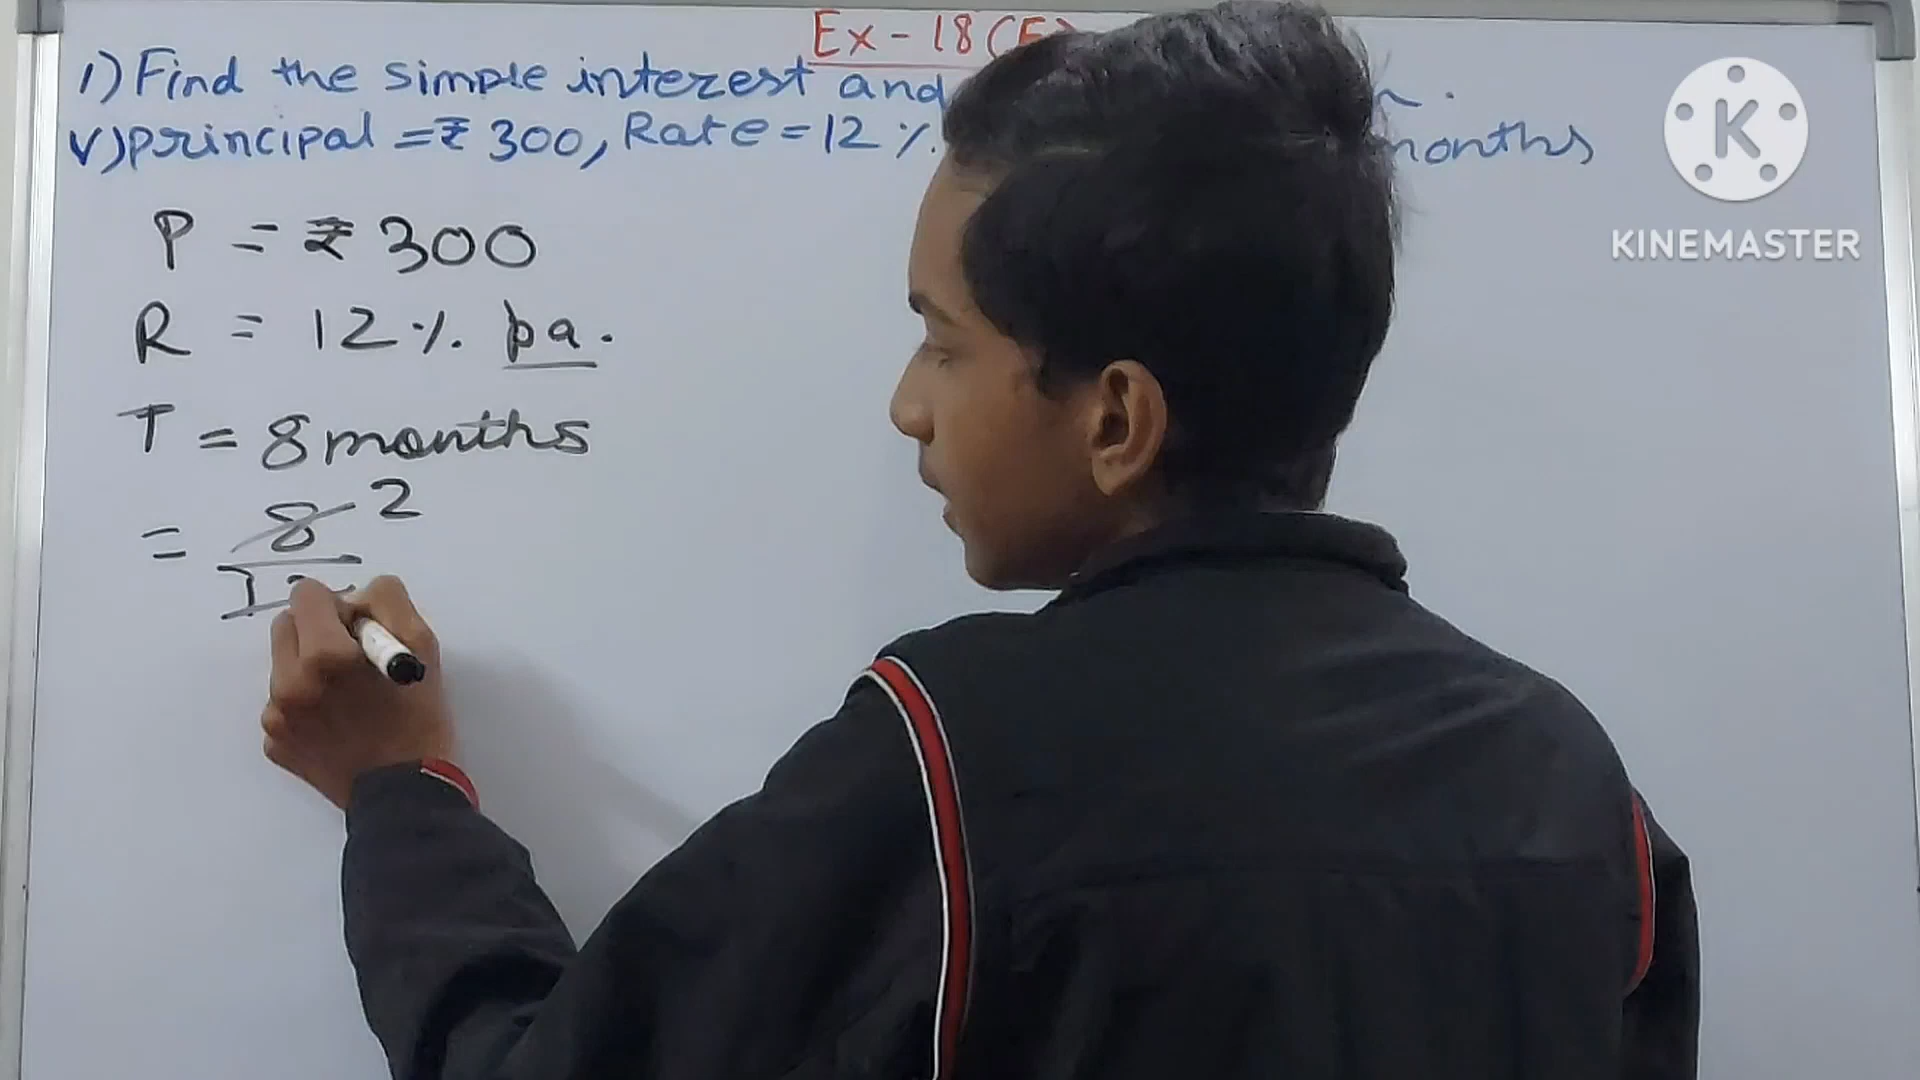 Ex - 18 (E)
1) Find the simple interest and
v) principal = ₹ 300, Rate = 12 %. months
K
KINEMASTER
P = ₹ 300
R = 12 %. pa.
T = 8 months
= 8 2
12